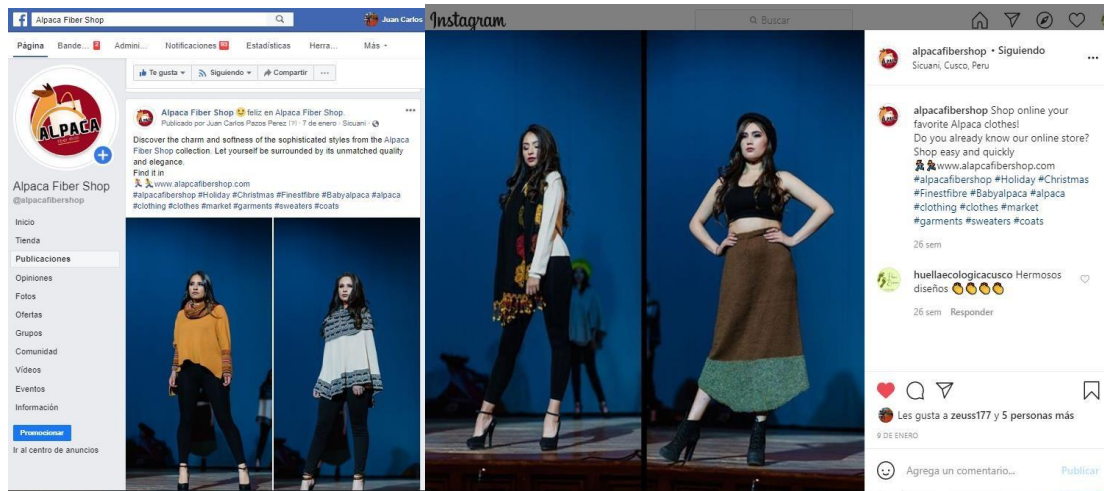 Alpaca Fiber Shop
Juan Carlos
Página Bande... 2 Admini... Notificaciones Estadísticas Herra... Más
Te gusta Siguiendo Compartir ...
ALPACA
Alpaca Fiber Shop
@alpacafibershop
Inicio
Tienda
Publicaciones
Opiniones
Fotos
Ofertas
Grupos
Comunidad
Vídeos
Eventos
Información
Promocionar
Ir al centro de anuncios
Alpaca Fiber Shop feliz en Alpaca Fiber Shop.
Publicado por Juan Carlos Pazos Perez [?] · 7 de enero · Sicuani ·
Discover the charm and softness of the sophisticated styles from the Alpaca
Fiber Shop collection. Let yourself be surrounded by its unmatched quality
and elegance.
Find it in
www.alapcafibershop.com
#alpacafibershop #Holiday #Christmas #Finestfibre #Babyalpaca #alpaca
#clothing #clothes #market #garments #sweaters #coats
Instagram
Buscar
alpacafibershop • Siguiendo
Sicuani, Cusco, Peru
...
alpacafibershop Shop online your
favorite Alpaca clothes!
Do you already know our online store?
Shop easy and quickly
www.alpacafibershop.com
#alpacafibershop #Holiday #Christmas
#Finestfibre #Babyalpaca #alpaca
#clothing #clothes #market
#garments #sweaters #coats
26 sem
huellaecologicacusco Hermosos
diseños 👏👏👏👏
26 sem Responder
Les gusta a zeuss177 y 5 personas más
9 DE ENERO
Agrega un comentario... Publicar